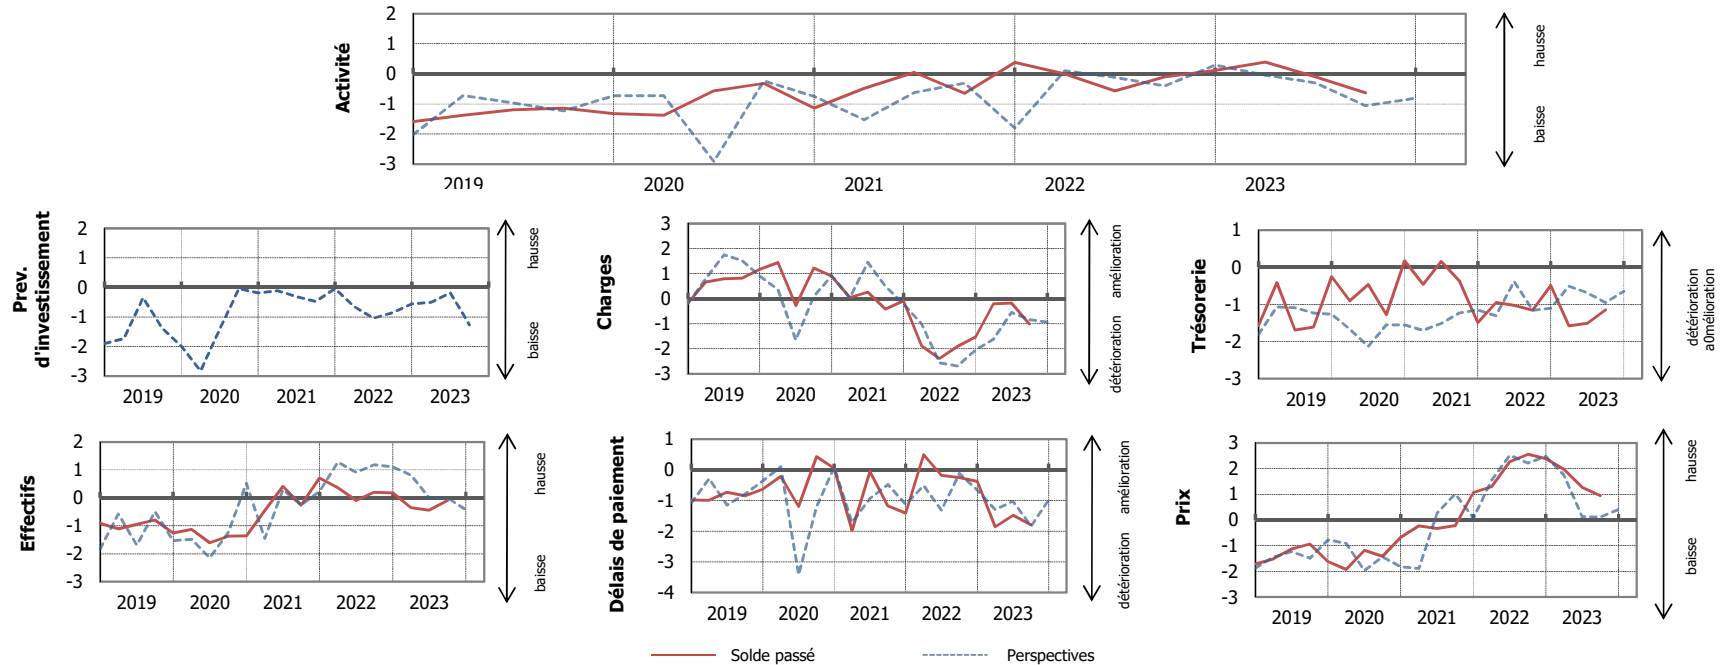 Activité
2
1
0
-1
-2
-3
2019 2020 2021 2022 2023
hausse
baisse
Prev.
d'investissement
2
1
0
-1
-2
-3
2019 2020 2021 2022 2023
hausse
baisse
Charges
3
2
1
0
-1
-2
-3
2019 2020 2021 2022 2023
amélioration
détérioration
Trésorerie
1
0
-1
-2
-3
2019 2020 2021 2022 2023
détérioration
a0mélioration
Effectifs
2
1
0
-1
-2
-3
2019 2020 2021 2022 2023
hausse
baisse
Délais de paiement
1
0
-1
-2
-3
-4
2019 2020 2021 2022 2023
amélioration
détérioration
Prix
3
2
1
0
-1
-2
-3
2019 2020 2021 2022 2023
hausse
baisse
Solde passé Perspectives